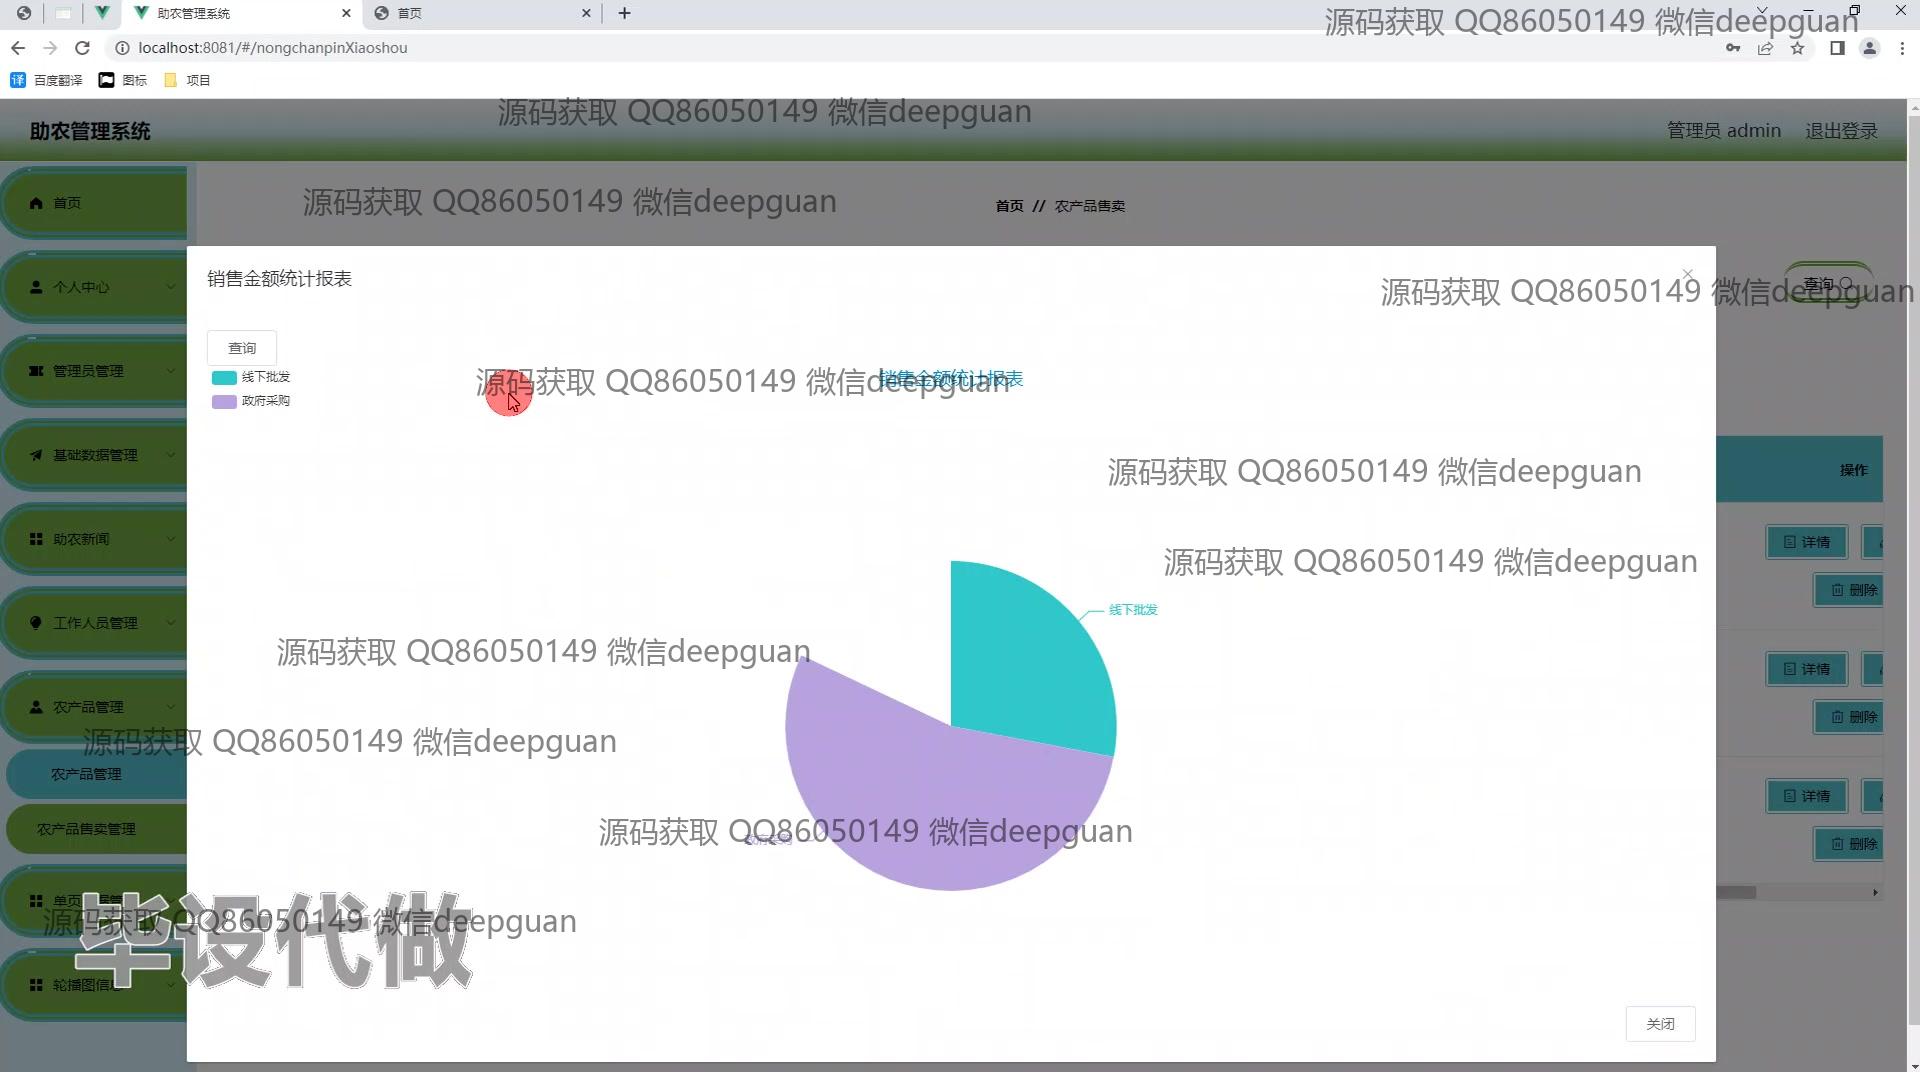 助农管理系统
首页
源码获取 QQ86050149 微信deepguan
localhost:8081/#/nongchanpinXiaoshou
百度翻译
图标
项目
源码获取 QQ86050149 微信deepguan
助农管理系统
管理员 admin
退出登录
源码获取 QQ86050149 微信deepguan
首页 // 农产品售卖
首页
个人中心
管理员管理
基础数据管理
助农新闻
工作人员管理
农产品管理
农产品管理
农产品售卖管理
轮播图信息
销售金额统计报表
源码获取 QQ86050149 微信deepguan
查询
查询
线下批发
政府采购
源码获取 QQ86050149 微信deepguan
销售金额统计报表
源码获取 QQ86050149 微信deepguan
操作
源码获取 QQ86050149 微信deepguan
详情
删除
线下批发
源码获取 QQ86050149 微信deepguan
详情
删除
源码获取 QQ86050149 微信deepguan
详情
源码获取 QQ86050149 微信deepguan
政府采购
删除
源码获取 QQ86050149 微信deepguan
毕设代做
关闭